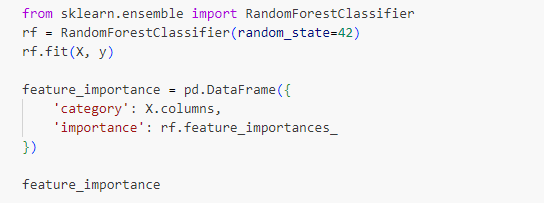 from sklearn.ensemble import RandomForestClassifier
rf = RandomForestClassifier(random_state=42)
rf.fit(X, y)

feature_importance = pd.DataFrame({
    'category': X.columns,
    'importance': rf.feature_importances_
})

feature_importance